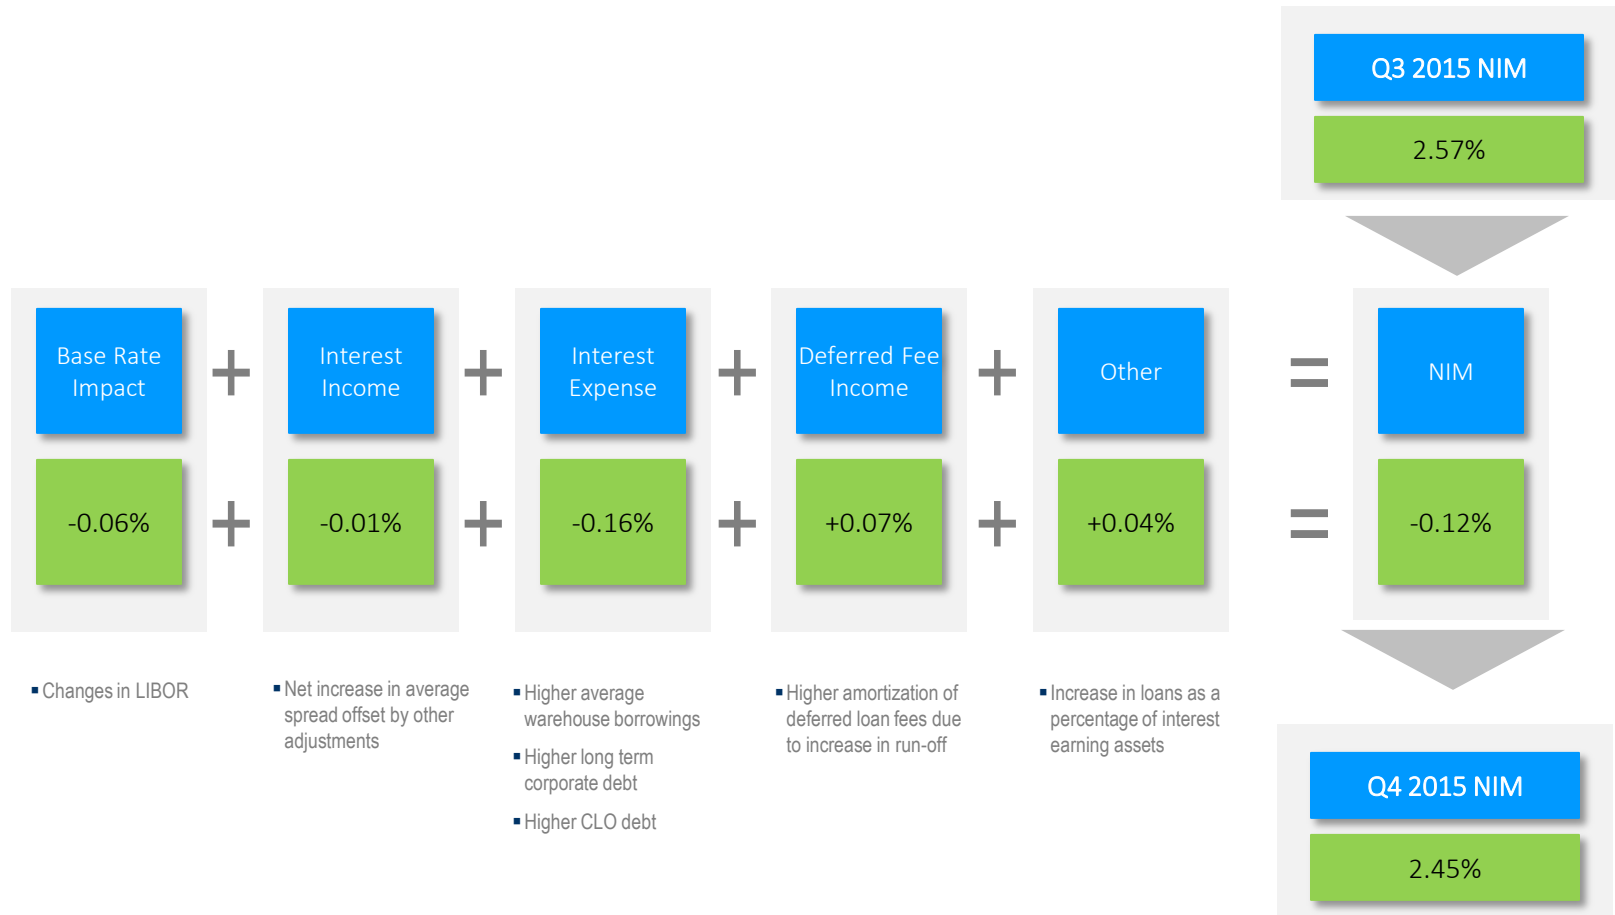 Q3 2015 NIM
2.57%
Base Rate
Impact
+
Interest
Income
+
Interest
Expense
+
Deferred Fee
Income
+
Other
=
NIM
-0.06%
+
-0.01%
+
-0.16%
+
+0.07%
+
+0.04%
=
-0.12%
▪ Changes in LIBOR
▪ Net increase in average
spread offset by other
adjustments
▪ Higher average
warehouse borrowings
▪ Higher long term
corporate debt
▪ Higher CLO debt
▪ Higher amortization of
deferred loan fees due
to increase in run-off
▪ Increase in loans as a
percentage of interest
earning assets
Q4 2015 NIM
2.45%